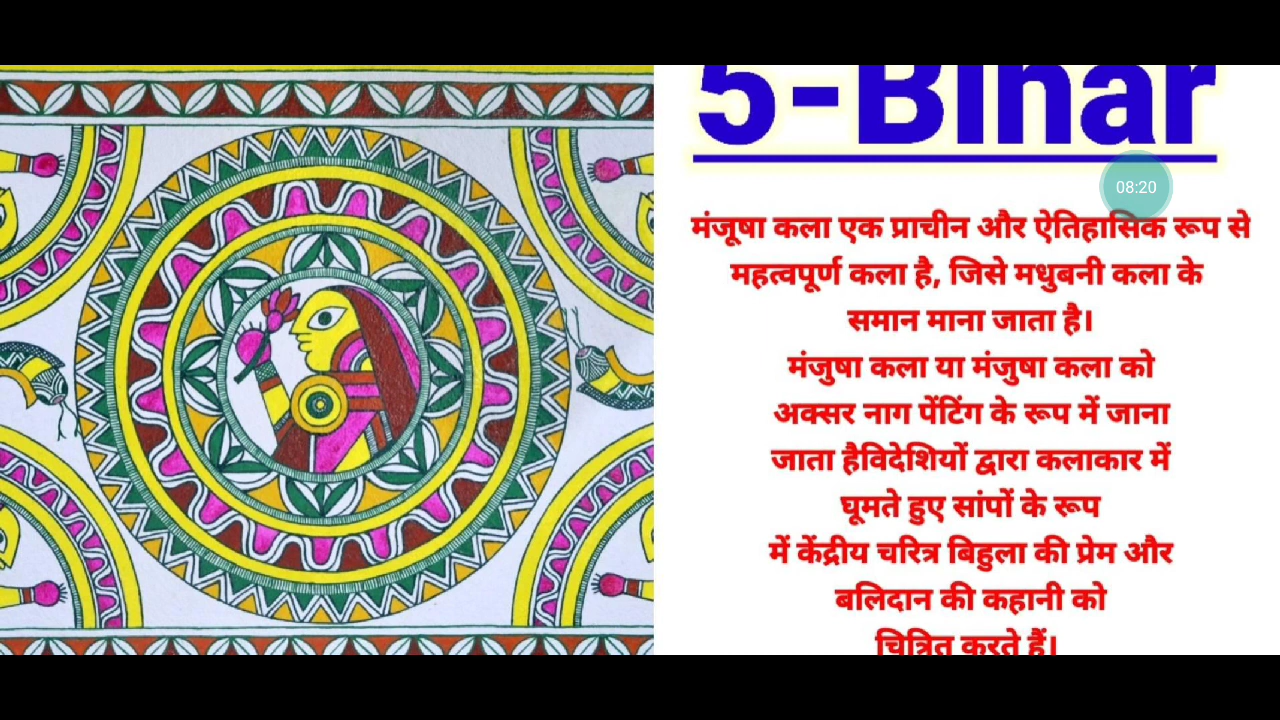 5-Bihar
08:20
मंजूषा कला एक प्राचीन और ऐतिहासिक रूप से
महत्वपूर्ण कला है, जिसे मधुबनी कला के
समान माना जाता है।
मंजुषा कला या मंजुषा कला को
अक्सर नाग पेंटिंग के रूप में जाना
जाता हैविदेशियों द्वारा कलाकार में
घूमते हुए सांपों के रूप
में केंद्रीय चरित्र बिहुला की प्रेम और
बलिदान की कहानी को
चित्रित करते हैं।